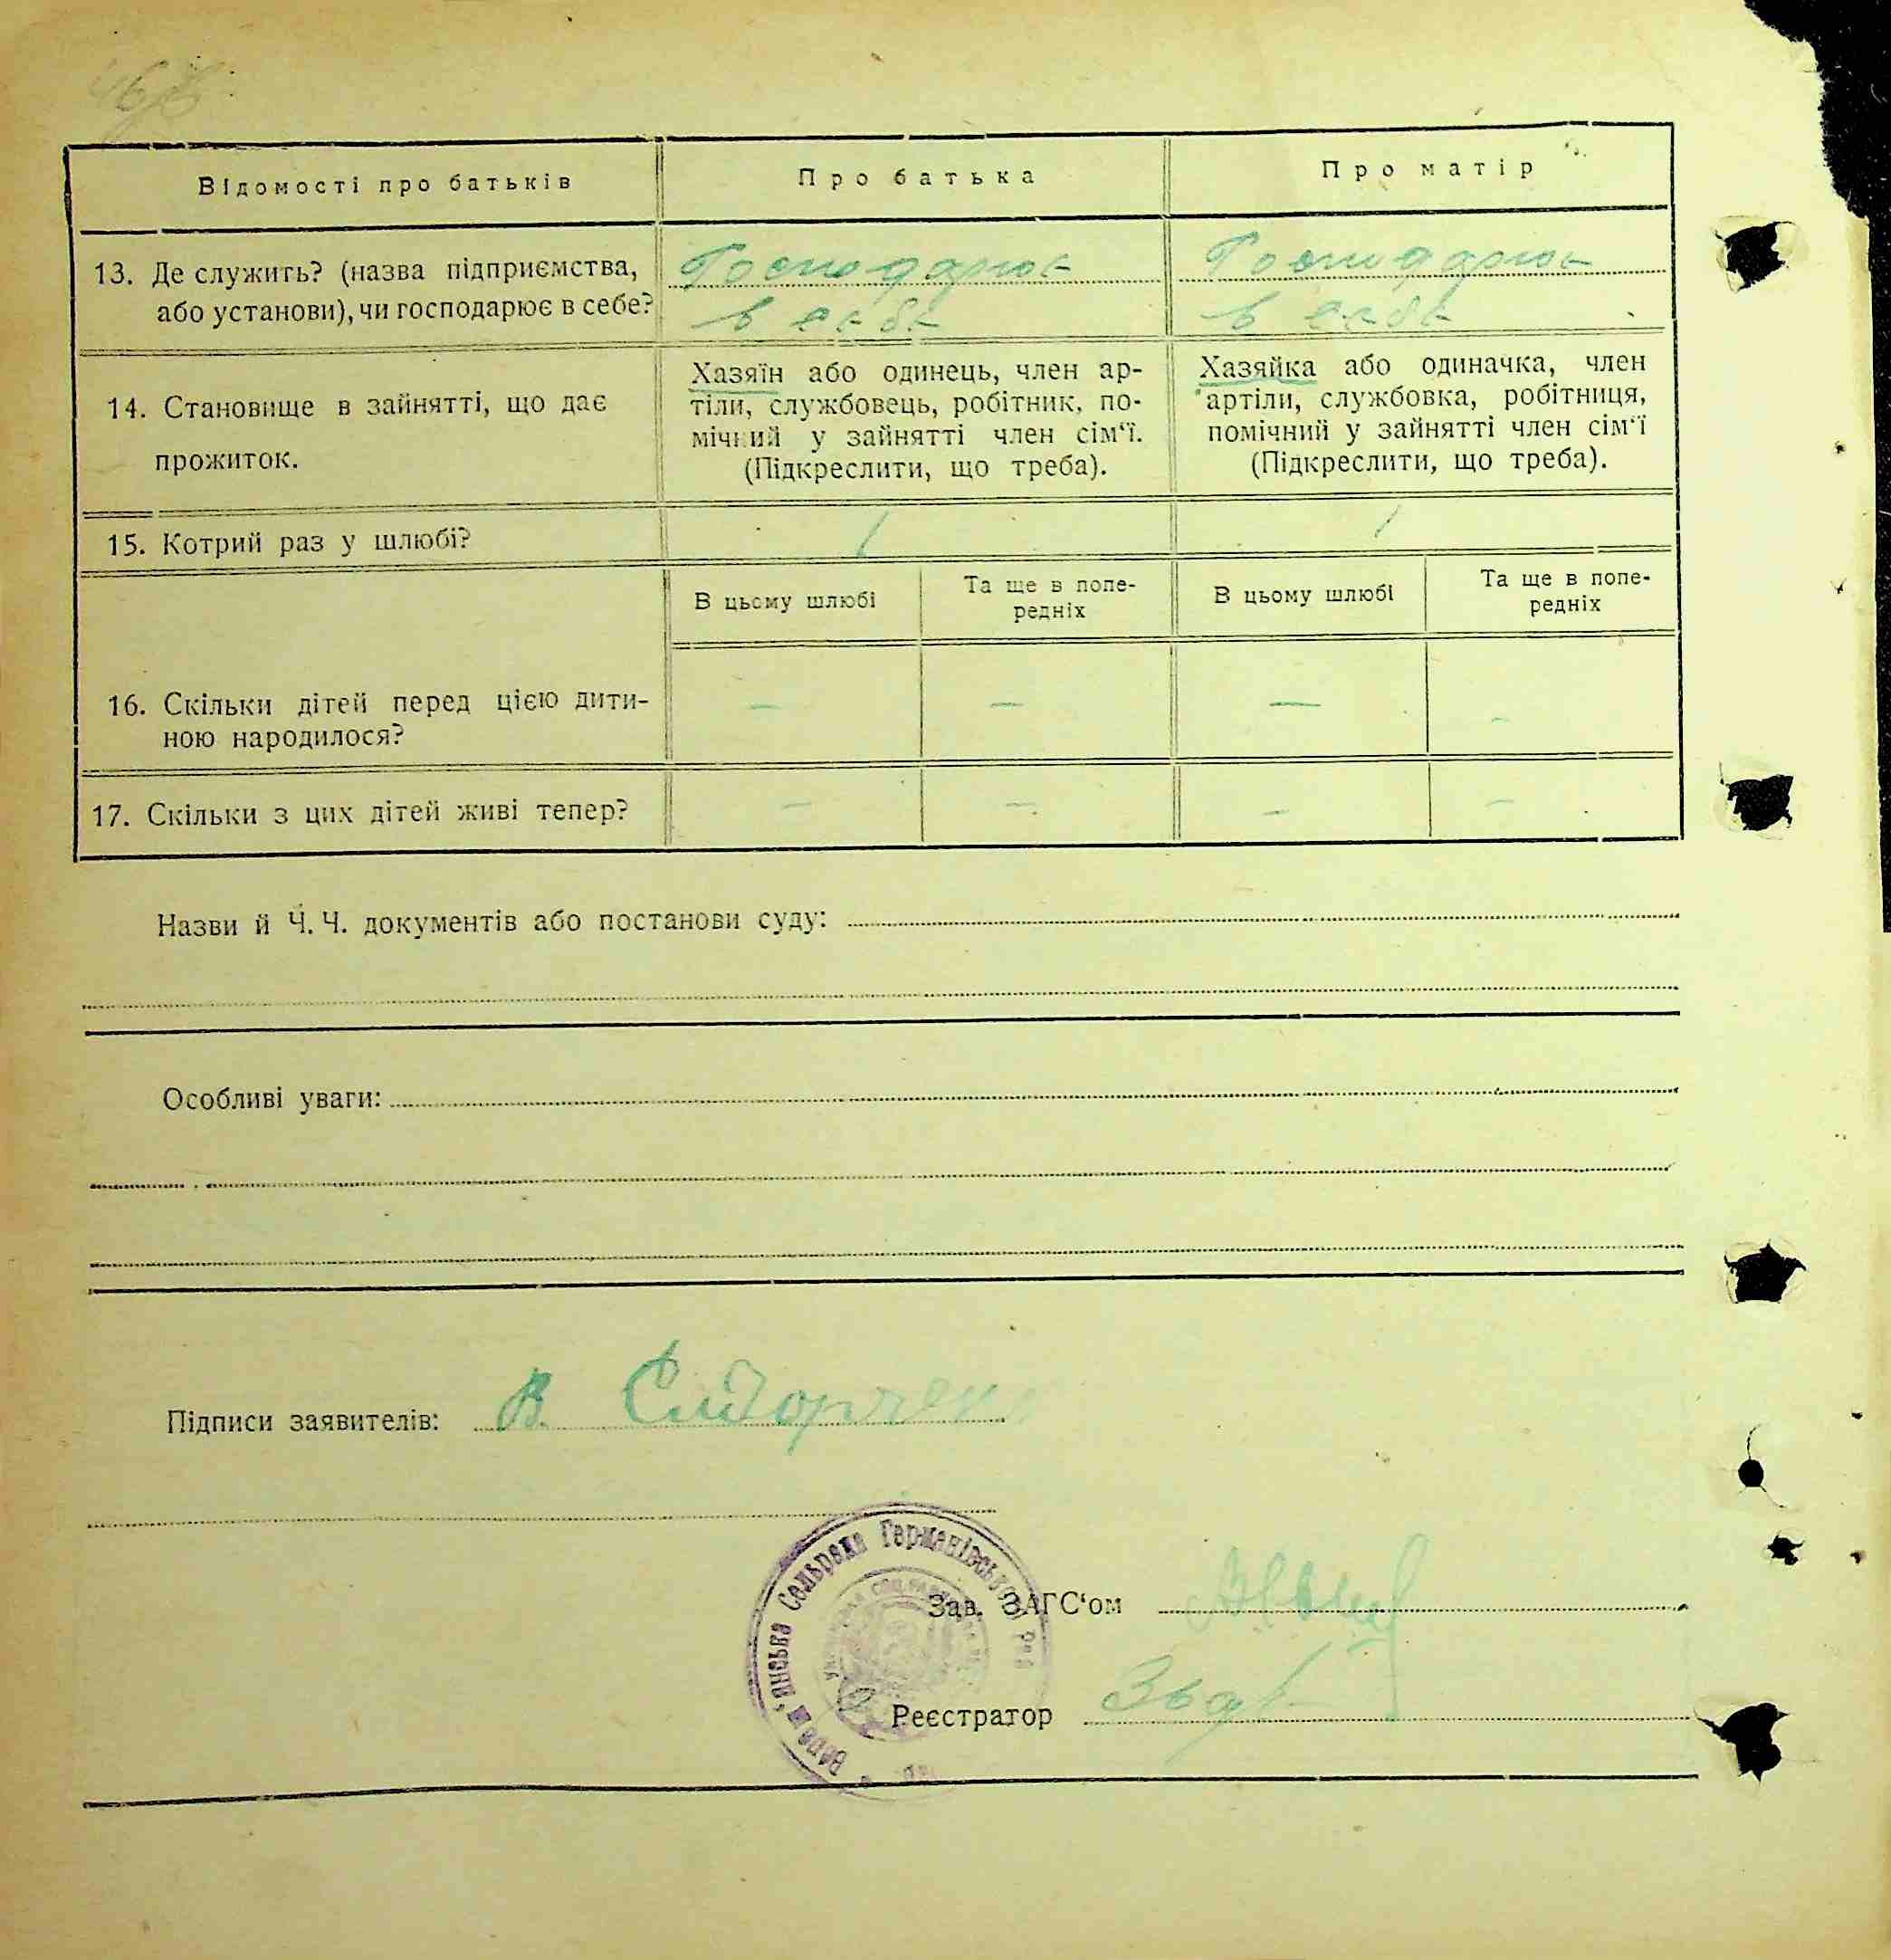 Відомості про батьків
Про батька
Про матір
13. Де служить? (назва підприємства,
або установи), чи господарює в себе?
Господарює
в себе
Господарює
в себе
14. Становище в зайнятті, що дає
прожиток.
Хазяїн або одинець, член ар-
тіли, службовець, робітник, по-
мічний у зайнятті член сім‘ї.
(Підкреслити, що треба).
Хазяйка або одиначка, член
артіли, службовка, робітниця,
помічний у зайнятті член сім‘ї
(Підкреслити, що треба).
15. Котрий раз у шлюбі?
1
1
В цьому шлюбі
Та ще в попе-
редніх
В цьому шлюбі
Та ще в попе-
редніх
16. Скільки дітей перед цією дити-
ною народилося?
—
—
—
—
17. Скільки з цих дітей живі тепер?
—
—
—
—
Назви й Ч. Ч. документів або постанови суду:
Особливі уваги:
Підписи заявителів: В. Сидорченк
Зав. ЗАГС‘ом
Реєстратор
Сельрада Германівського